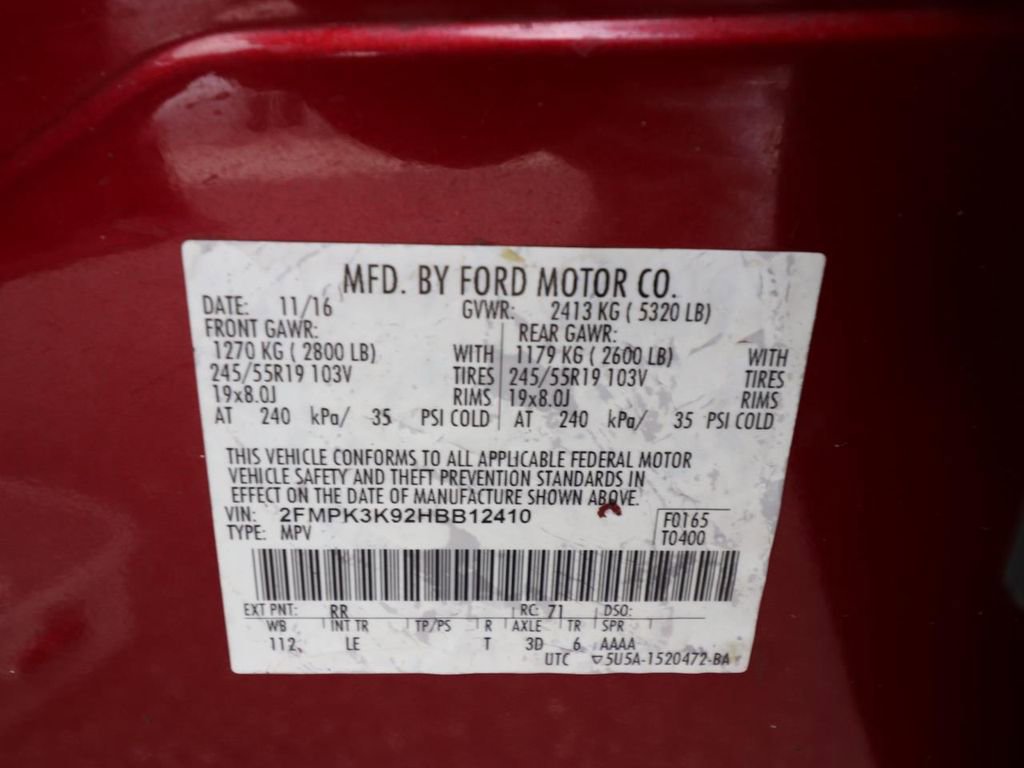 MFD. BY FORD MOTOR CO.
DATE: 11/16 GVWR: 2413 KG ( 5320 LB)
FRONT GAWR: REAR GAWR:
1270 KG ( 2800 LB) WITH 1179 KG ( 2600 LB) WITH
245/55R19 103V TIRES 245/55R19 103V TIRES
19x8.0J RIMS 19x8.0J RIMS
AT 240 kPa/ 35 PSI COLD AT 240 kPa/ 35 PSI COLD
THIS VEHICLE CONFORMS TO ALL APPLICABLE FEDERAL MOTOR
VEHICLE SAFETY AND THEFT PREVENTION STANDARDS IN
EFFECT ON THE DATE OF MANUFACTURE SHOWN ABOVE.
VIN: 2FMPK3K92HBB12410 F0165
TYPE: MPV T0400
EXT PNT: RR RC: 71 DSO:
WB INT TR TP/PS R AXLE TR SPR
112 LE T 3D 6 AAAA
UTC ▽5U5A-1520472-BA